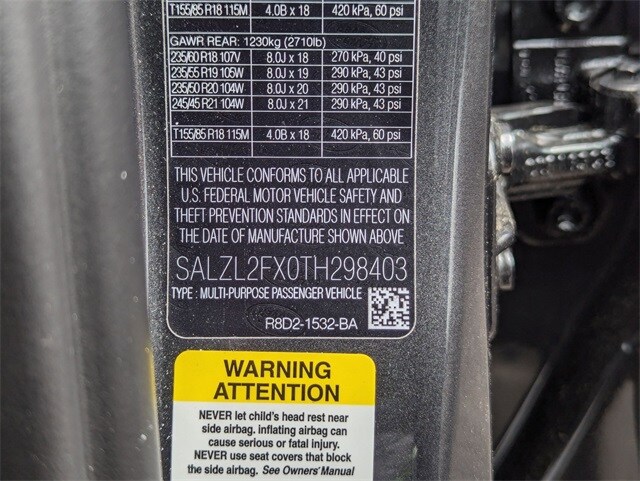 T155/85 R18 115M 4.0B x 18 420 kPa, 60 psi
GAWR REAR: 1230kg (2710lb)
235/60 R18 107V 8.0J x 18 270 kPa, 40 psi
235/55 R19 105W 8.0J x 19 290 kPa, 43 psi
235/50 R20 104W 8.0J x 20 290 kPa, 43 psi
245/45 R21 104W 8.0J x 21 290 kPa, 43 psi
T155/85 R18 115M 4.0B x 18 420 kPa, 60 psi
THIS VEHICLE CONFORMS TO ALL APPLICABLE
U.S. FEDERAL MOTOR VEHICLE SAFETY AND
THEFT PREVENTION STANDARDS IN EFFECT ON
THE DATE OF MANUFACTURE SHOWN ABOVE
SALZL2FX0TH298403
TYPE : MULTI-PURPOSE PASSENGER VEHICLE
R8D2-1532-BA
WARNING
ATTENTION
NEVER let child's head rest near
side airbag. inflating airbag can
cause serious or fatal injury.
NEVER use seat covers that block
the side airbag. See Owners' Manual